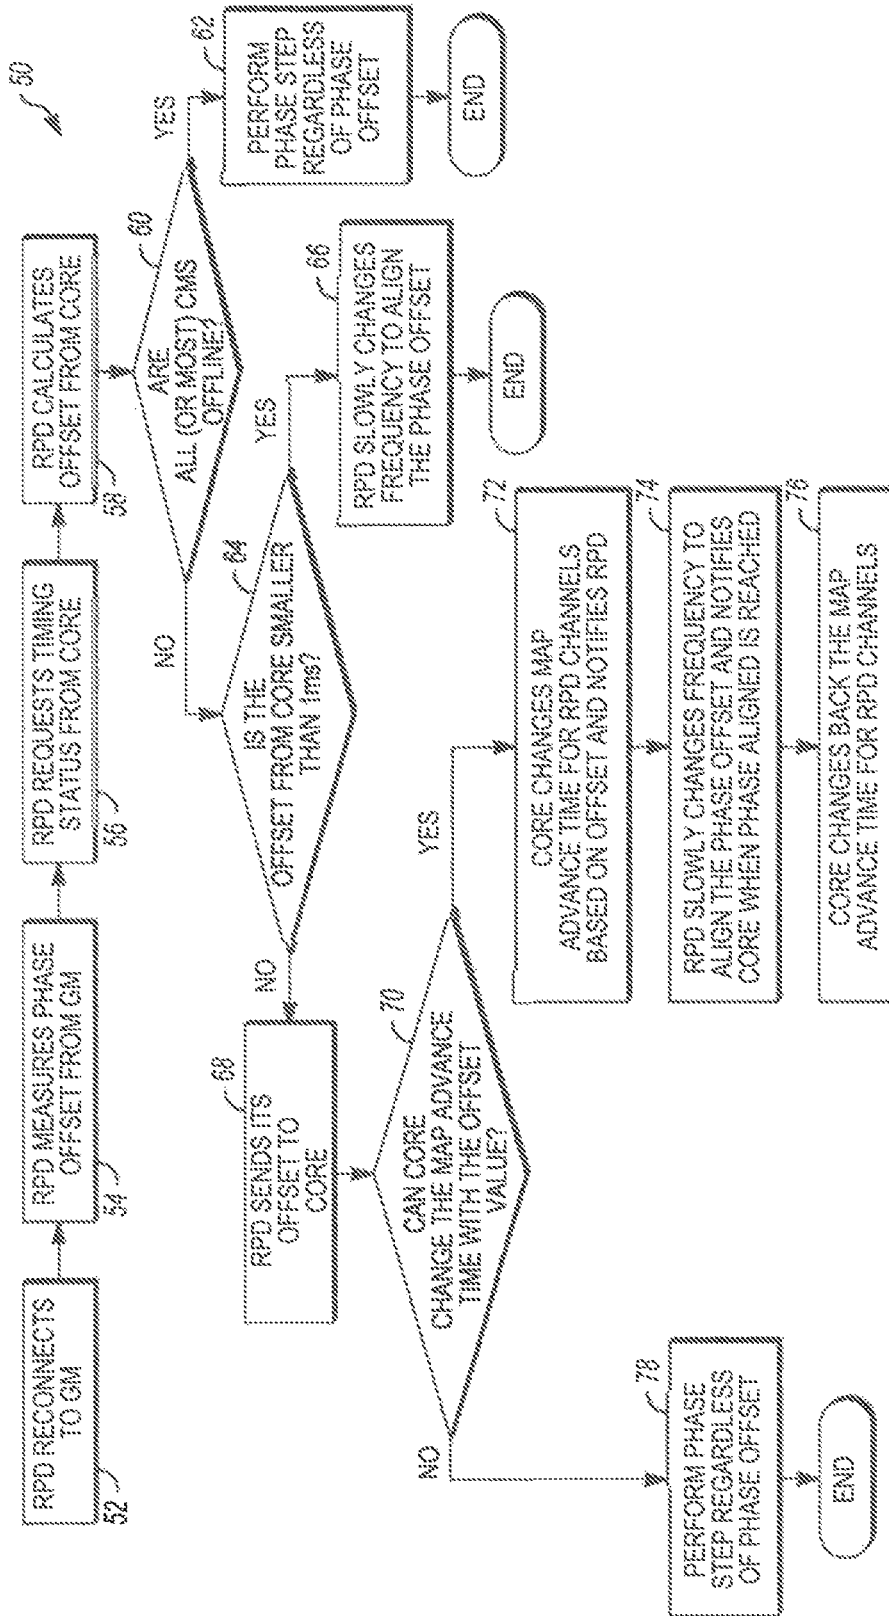 50
RPD RECONNECTS
TO GM
52
RPD MEASURES PHASE
OFFSET FROM GM
54
RPD REQUESTS TIMING
STATUS FROM CORE
56
RPD CALCULATES
OFFSET FROM CORE
58
ARE
ALL (OR MOST) CMS
OFFLINE?
60
YES
NO
PERFORM
PHASE STEP
REGARDLESS
OF PHASE
OFFSET
62
END
IS THE
OFFSET FROM CORE SMALLER
THAN 1ms?
64
YES
NO
RPD SLOWLY CHANGES
FREQUENCY TO ALIGN
THE PHASE OFFSET
66
END
RPD SENDS ITS
OFFSET TO
CORE
68
CAN CORE
CHANGE THE MAP ADVANCE
TIME WITH THE OFFSET
VALUE?
70
YES
NO
CORE CHANGES MAP
ADVANCE TIME FOR RPD CHANNELS
BASED ON OFFSET AND NOTIFIES RPD
72
RPD SLOWLY CHANGES FREQUENCY TO
ALIGN THE PHASE OFFSET AND NOTIFIES
CORE WHEN PHASE ALIGNED IS REACHED
74
CORE CHANGES BACK THE MAP
ADVANCE TIME FOR RPD CHANNELS
76
PERFORM PHASE
STEP REGARDLESS
OF PHASE OFFSET
78
END